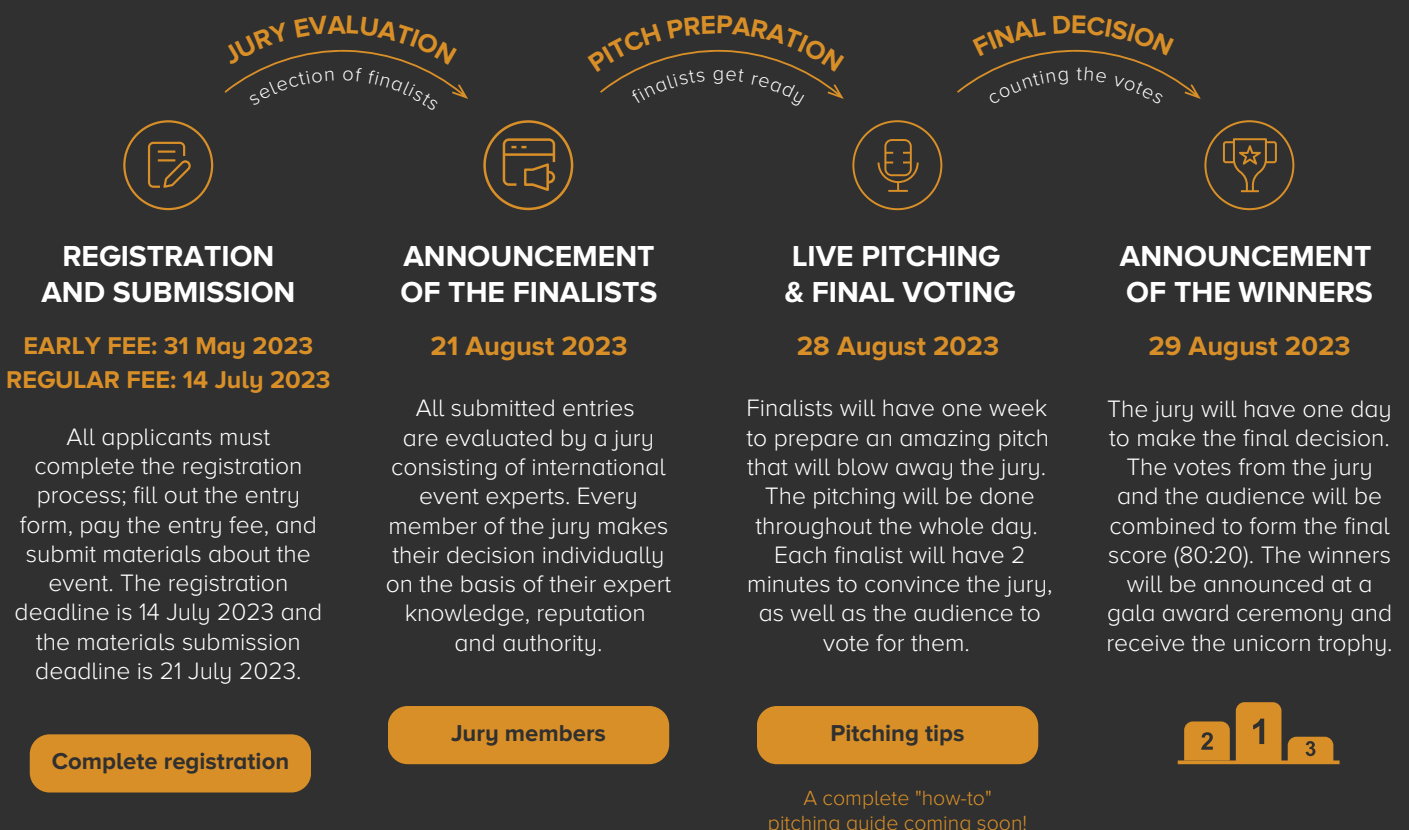 JURY EVALUATION
selection of finalists
PITCH PREPARATION
finalists get ready
FINAL DECISION
counting the votes
REGISTRATION
AND SUBMISSION
EARLY FEE: 31 May 2023
REGULAR FEE: 14 July 2023
All applicants must
complete the registration
process; fill out the entry
form, pay the entry fee, and
submit materials about the
event. The registration
deadline is 14 July 2023 and
the materials submission
deadline is 21 July 2023.
Complete registration
ANNOUNCEMENT
OF THE FINALISTS
21 August 2023
All submitted entries
are evaluated by a jury
consisting of international
event experts. Every
member of the jury makes
their decision individually
on the basis of their expert
knowledge, reputation
and authority.
Jury members
LIVE PITCHING
& FINAL VOTING
28 August 2023
Finalists will have one week
to prepare an amazing pitch
that will blow away the jury.
The pitching will be done
throughout the whole day.
Each finalist will have 2
minutes to convince the jury,
as well as the audience to
vote for them.
Pitching tips
A complete "how-to"
pitching guide coming soon!
ANNOUNCEMENT
OF THE WINNERS
29 August 2023
The jury will have one day
to make the final decision.
The votes from the jury
and the audience will be
combined to form the final
score (80:20). The winners
will be announced at a
gala award ceremony and
receive the unicorn trophy.
2 1 3